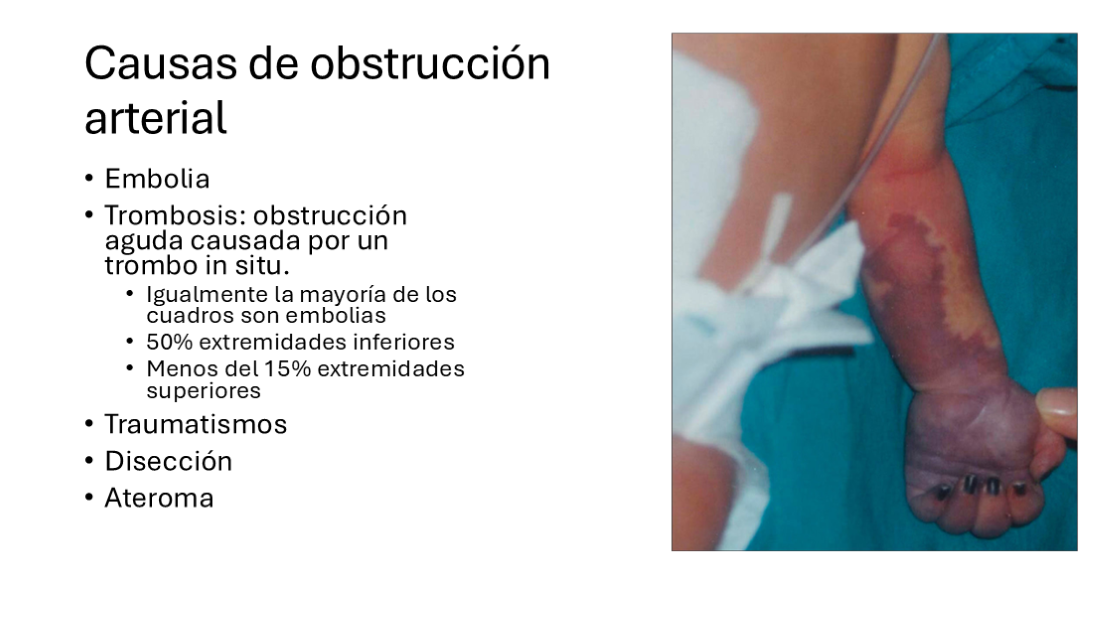 Causas de obstrucción
arterial
• Embolia
• Trombosis: obstrucción
aguda causada por un
trombo in situ.
• Igualmente la mayoría de los
cuadros son embolias
• 50% extremidades inferiores
• Menos del 15% extremidades
superiores
• Traumatismos
• Disección
• Ateroma